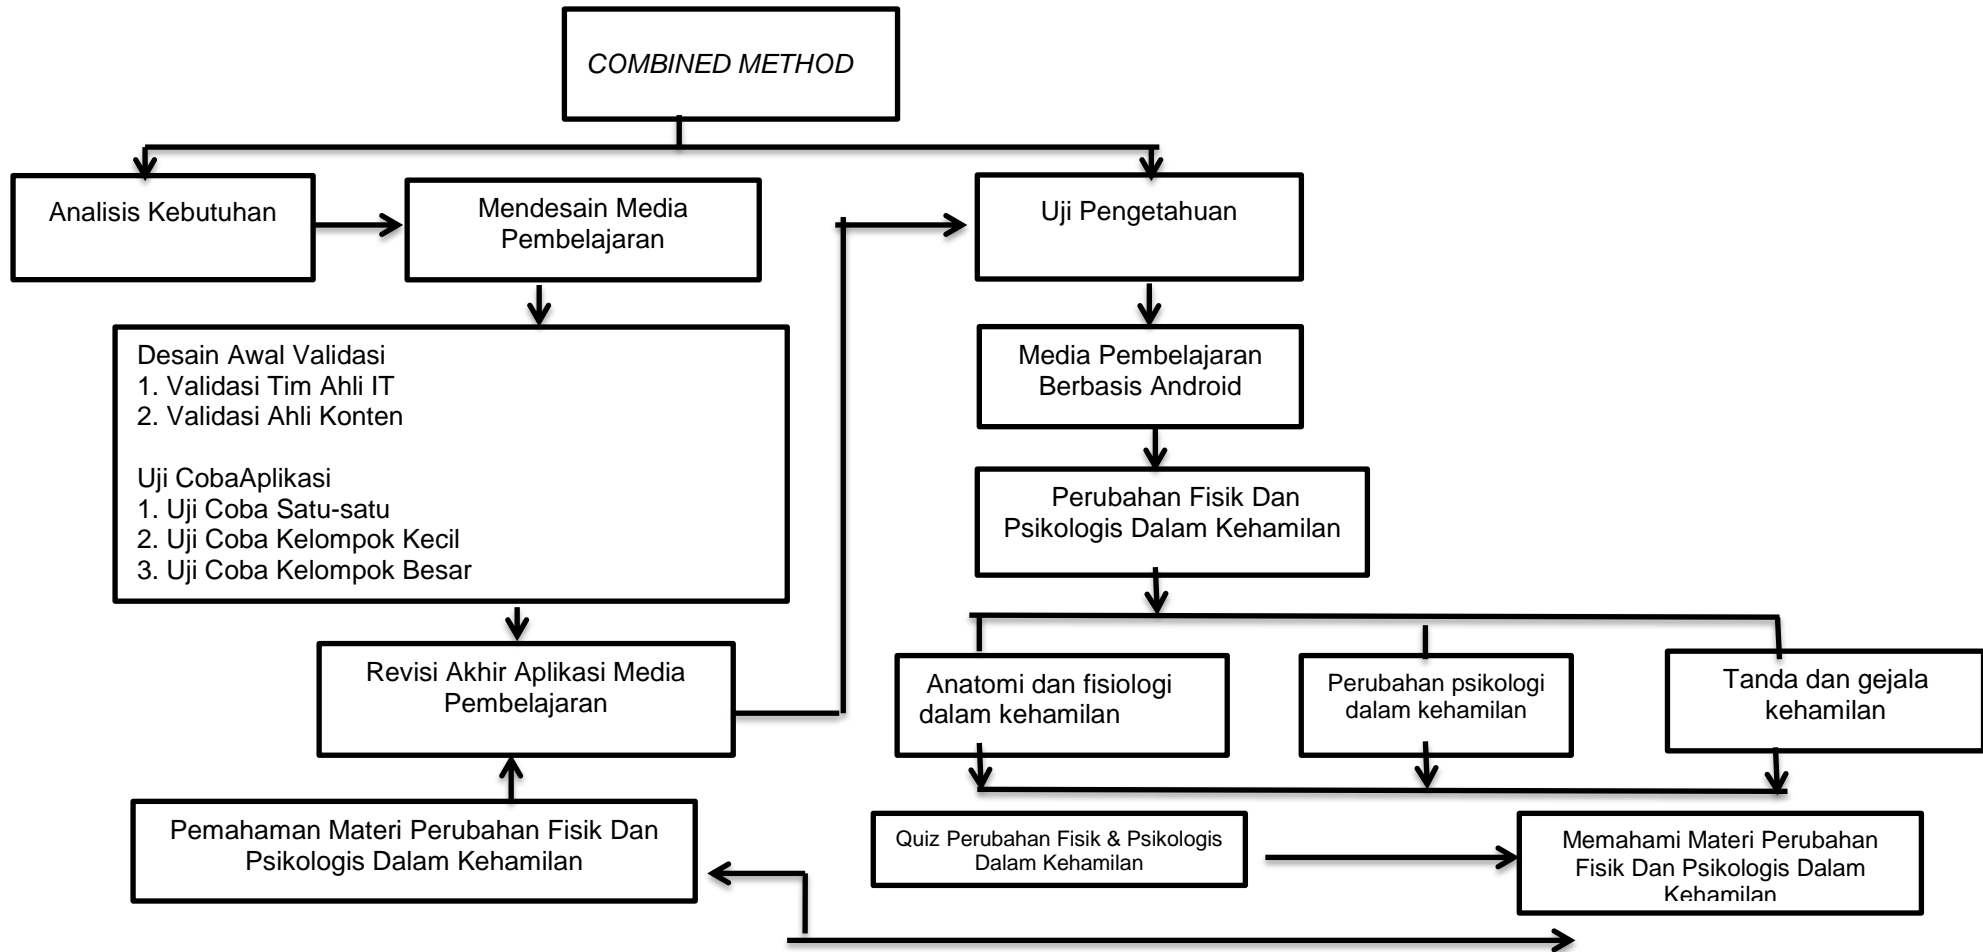 COMBINED METHOD
Analisis Kebutuhan
Mendesain Media
Pembelajaran
Uji Pengetahuan
Desain Awal Validasi
1. Validasi Tim Ahli IT
2. Validasi Ahli Konten
Uji CobaAplikasi
1. Uji Coba Satu-satu
2. Uji Coba Kelompok Kecil
3. Uji Coba Kelompok Besar
Media Pembelajaran
Berbasis Android
Perubahan Fisik Dan
Psikologis Dalam Kehamilan
Revisi Akhir Aplikasi Media
Pembelajaran
Anatomi dan fisiologi
dalam kehamilan
Perubahan psikologi
dalam kehamilan
Tanda dan gejala
kehamilan
Pemahaman Materi Perubahan Fisik Dan
Psikologis Dalam Kehamilan
Quiz Perubahan Fisik & Psikologis
Dalam Kehamilan
Memahami Materi Perubahan
Fisik Dan Psikologis Dalam
Kehamilan